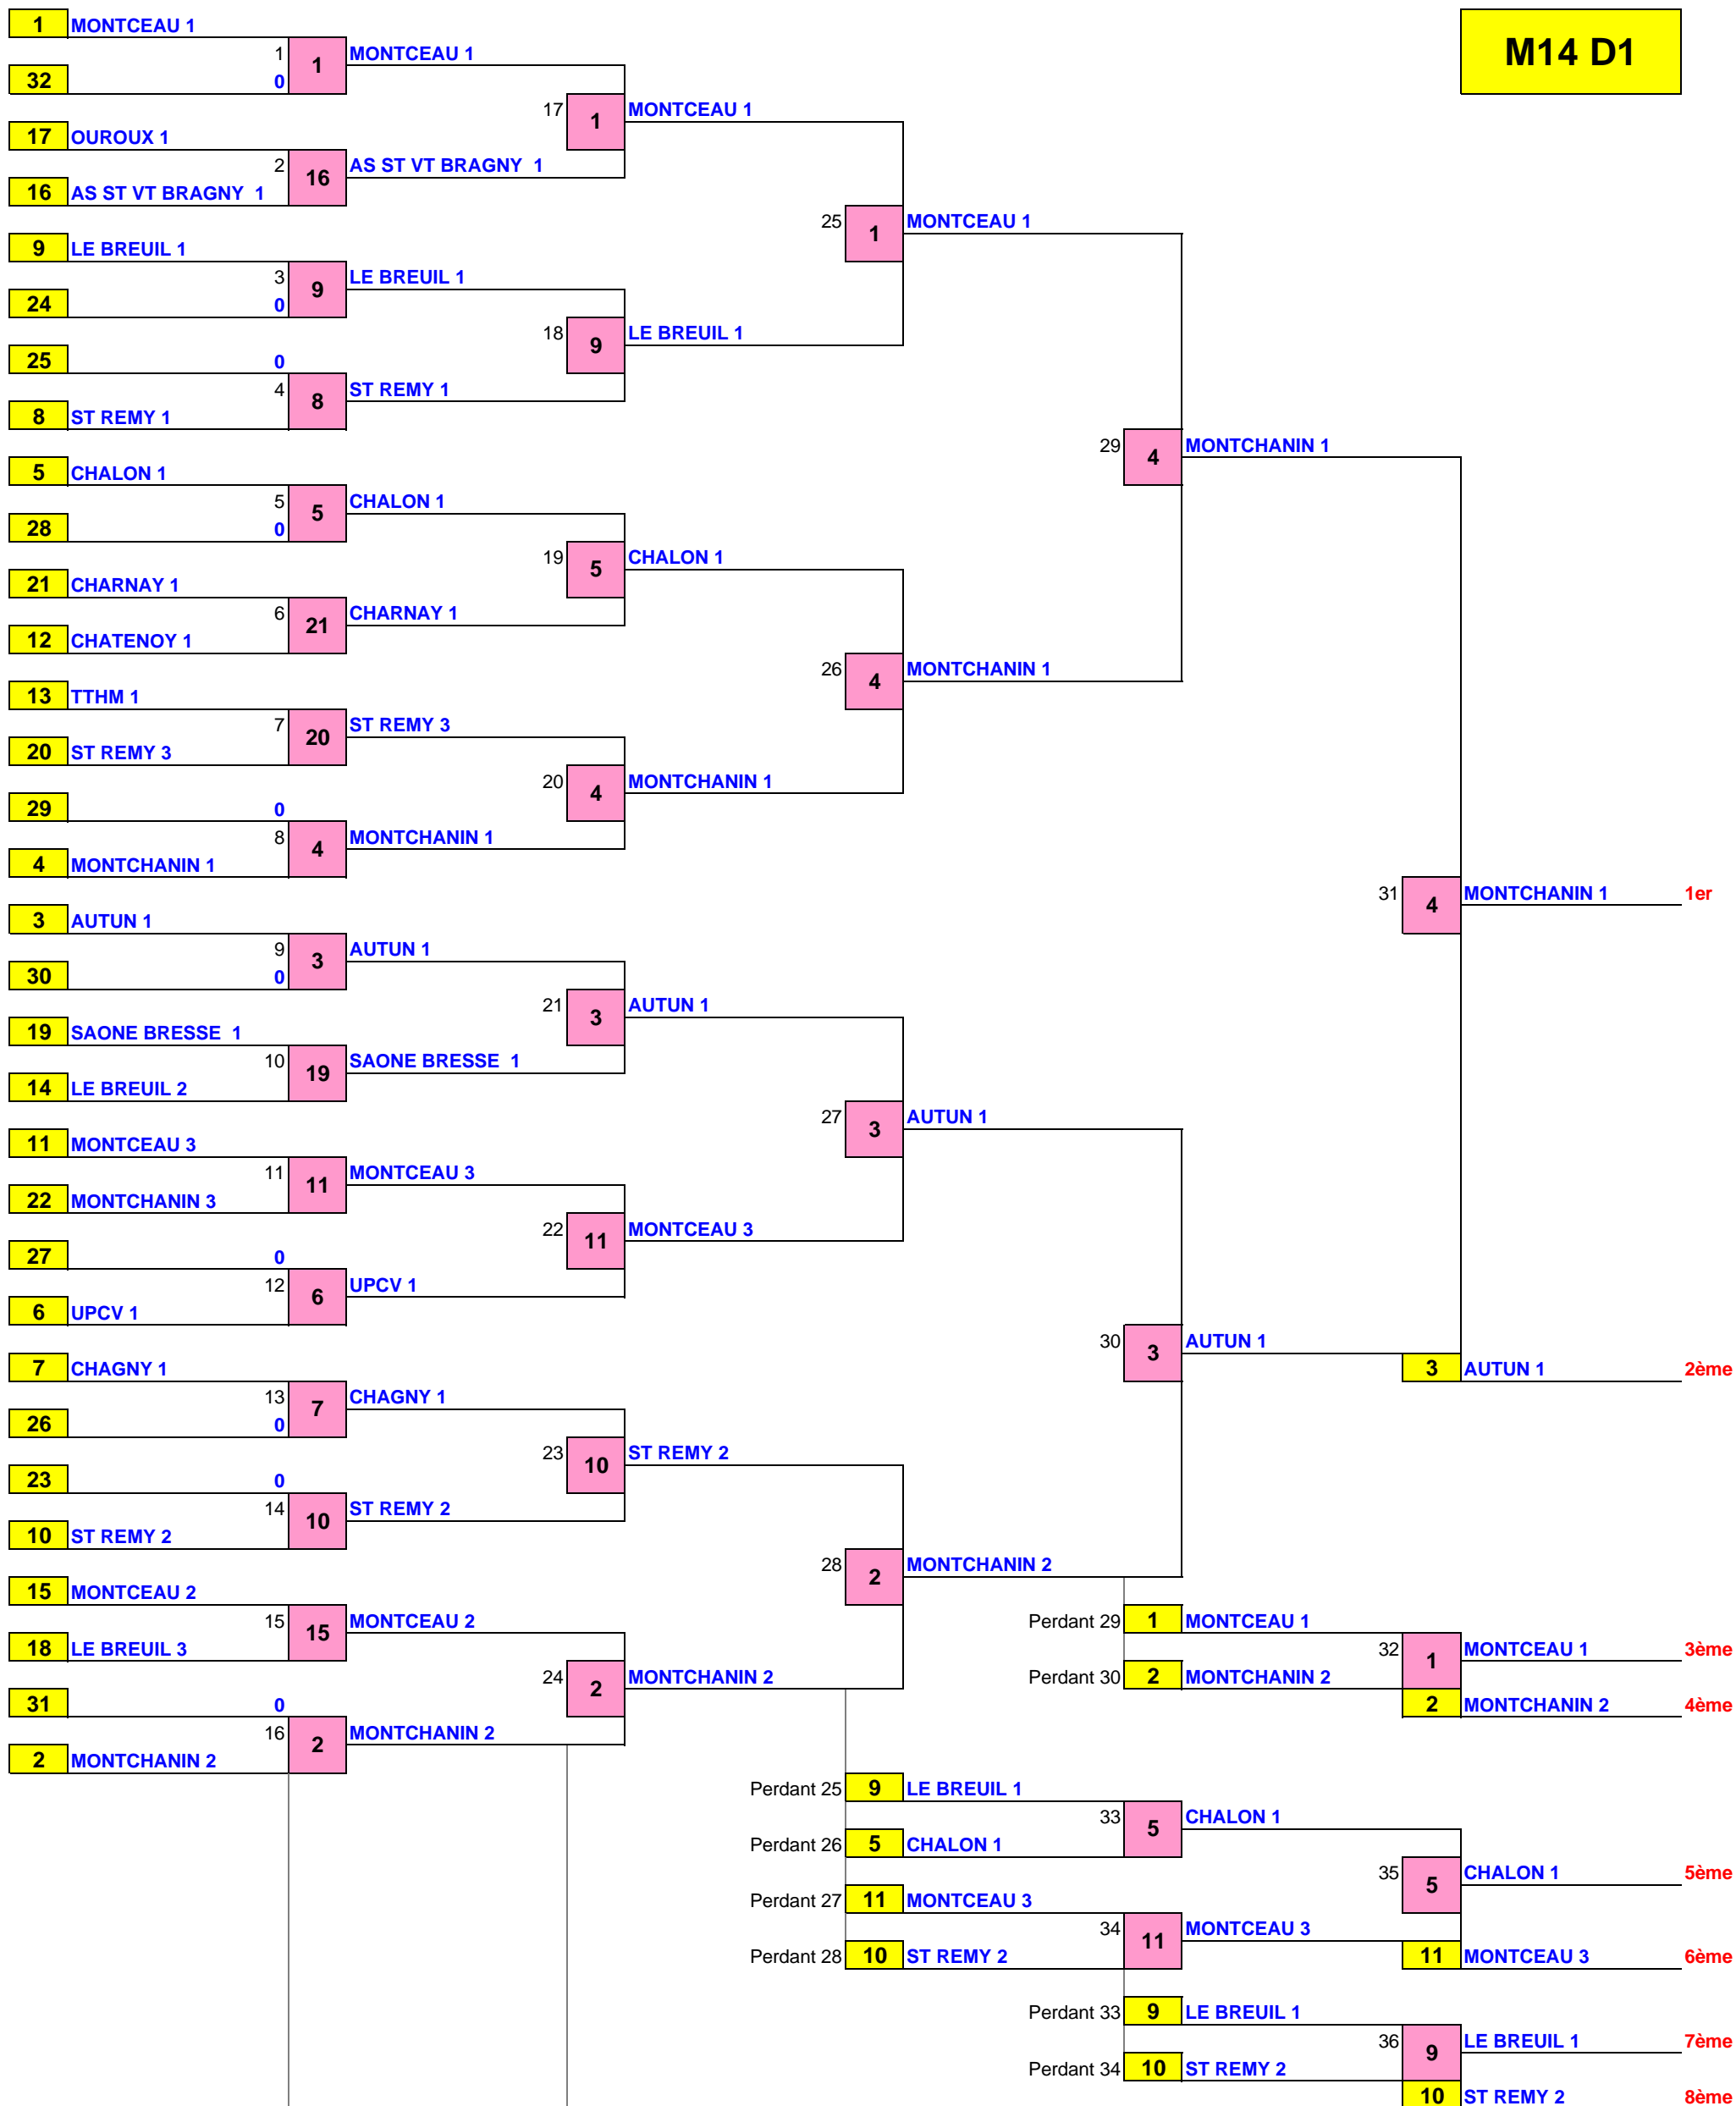 1 MONTCEAU 1
M14 D1
1 1 MONTCEAU 1
32 0
17 1 MONTCEAU 1
17 OUROUX 1
2 16 AS ST VT BRAGNY 1
16 AS ST VT BRAGNY 1
25 1 MONTCEAU 1
9 LE BREUIL 1
3 9 LE BREUIL 1
24 0
18 9 LE BREUIL 1
25 0
4 8 ST REMY 1
8 ST REMY 1
29 4 MONTCHANIN 1
5 CHALON 1
5 5 CHALON 1
28 0
19 5 CHALON 1
21 CHARNAY 1
6 21 CHARNAY 1
12 CHATENOY 1
26 4 MONTCHANIN 1
13 TTHM 1
7 20 ST REMY 3
20 ST REMY 3
20 4 MONTCHANIN 1
29 0
8 4 MONTCHANIN 1
4 MONTCHANIN 1
31 4 MONTCHANIN 1 1er
3 AUTUN 1
9 3 AUTUN 1
30 0
21 3 AUTUN 1
19 SAONE BRESSE 1
10 19 SAONE BRESSE 1
14 LE BREUIL 2
27 3 AUTUN 1
11 MONTCEAU 3
11 11 MONTCEAU 3
22 MONTCHANIN 3
22 11 MONTCEAU 3
27 0
12 6 UPCV 1
6 UPCV 1
30 3 AUTUN 1
7 CHAGNY 1
3 AUTUN 1 2ème
13 7 CHAGNY 1
26 0
23 10 ST REMY 2
23 0
14 10 ST REMY 2
10 ST REMY 2
28 2 MONTCHANIN 2
15 MONTCEAU 2
15 15 MONTCEAU 2
Perdant 29 1 MONTCEAU 1
18 LE BREUIL 3
32 1 MONTCEAU 1 3ème
24 2 MONTCHANIN 2
Perdant 30 2 MONTCHANIN 2
31 0
2 MONTCHANIN 2 4ème
16 2 MONTCHANIN 2
2 MONTCHANIN 2
Perdant 25 9 LE BREUIL 1
33 5 CHALON 1
Perdant 26 5 CHALON 1
35 5 CHALON 1 5ème
Perdant 27 11 MONTCEAU 3
34 11 MONTCEAU 3
Perdant 28 10 ST REMY 2
11 MONTCEAU 3 6ème
Perdant 33 9 LE BREUIL 1
36 9 LE BREUIL 1 7ème
Perdant 34 10 ST REMY 2
10 ST REMY 2 8ème